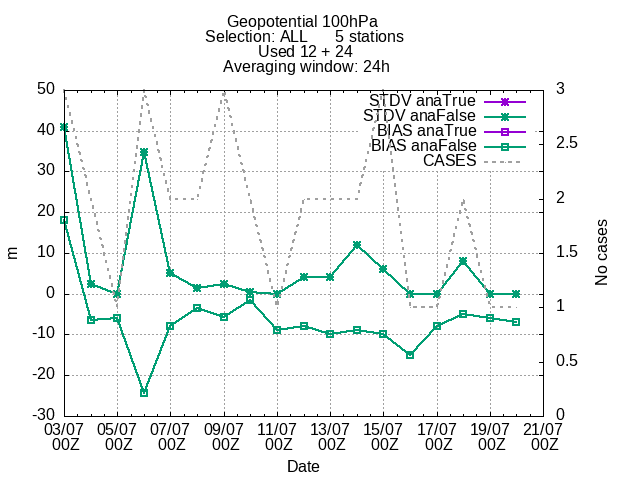 Geopotential 100hPa
Selection: ALL 5 stations
Used 12 + 24
Averaging window: 24h
STDV anaTrue
STDV anaFalse
BIAS anaTrue
BIAS anaFalse
CASES
50
40
30
20
10
0
-10
-20
-30
m
3
2.5
2
1.5
1
0.5
0
No cases
03/07 05/07 07/07 09/07 11/07 13/07 15/07 17/07 19/07 21/07
00Z 00Z 00Z 00Z 00Z 00Z 00Z 00Z 00Z 00Z
Date